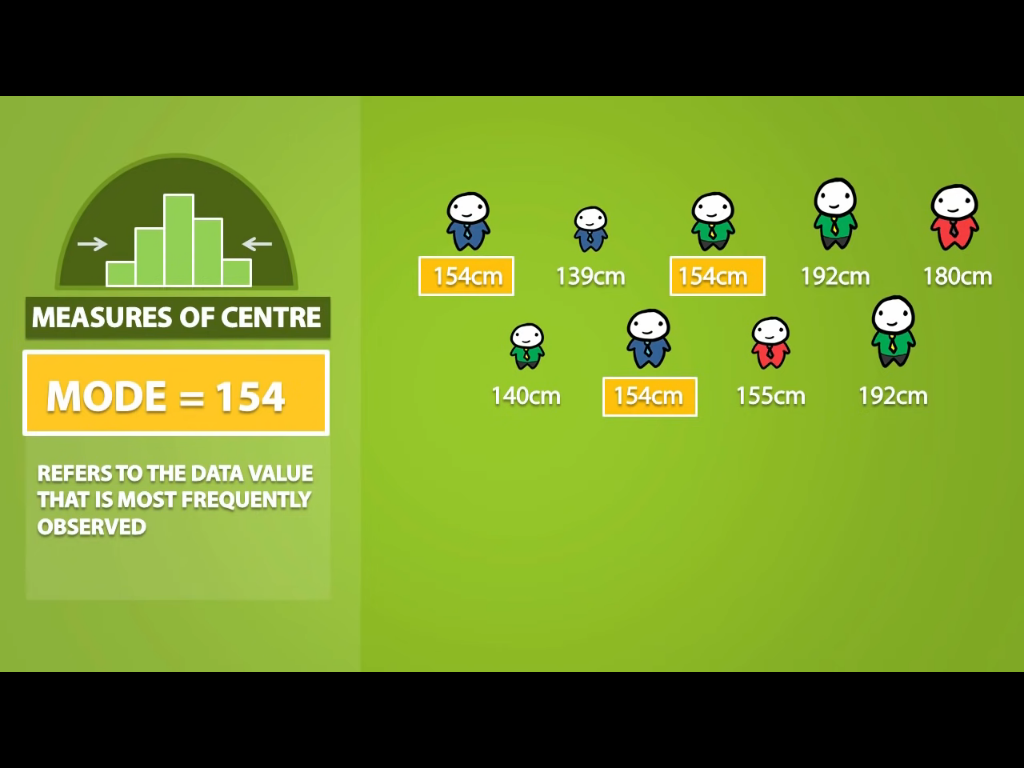 MEASURES OF CENTRE
MODE = 154
REFERS TO THE DATA VALUE
THAT IS MOST FREQUENTLY
OBSERVED
154cm 139cm 154cm 192cm 180cm
140cm 154cm 155cm 192cm